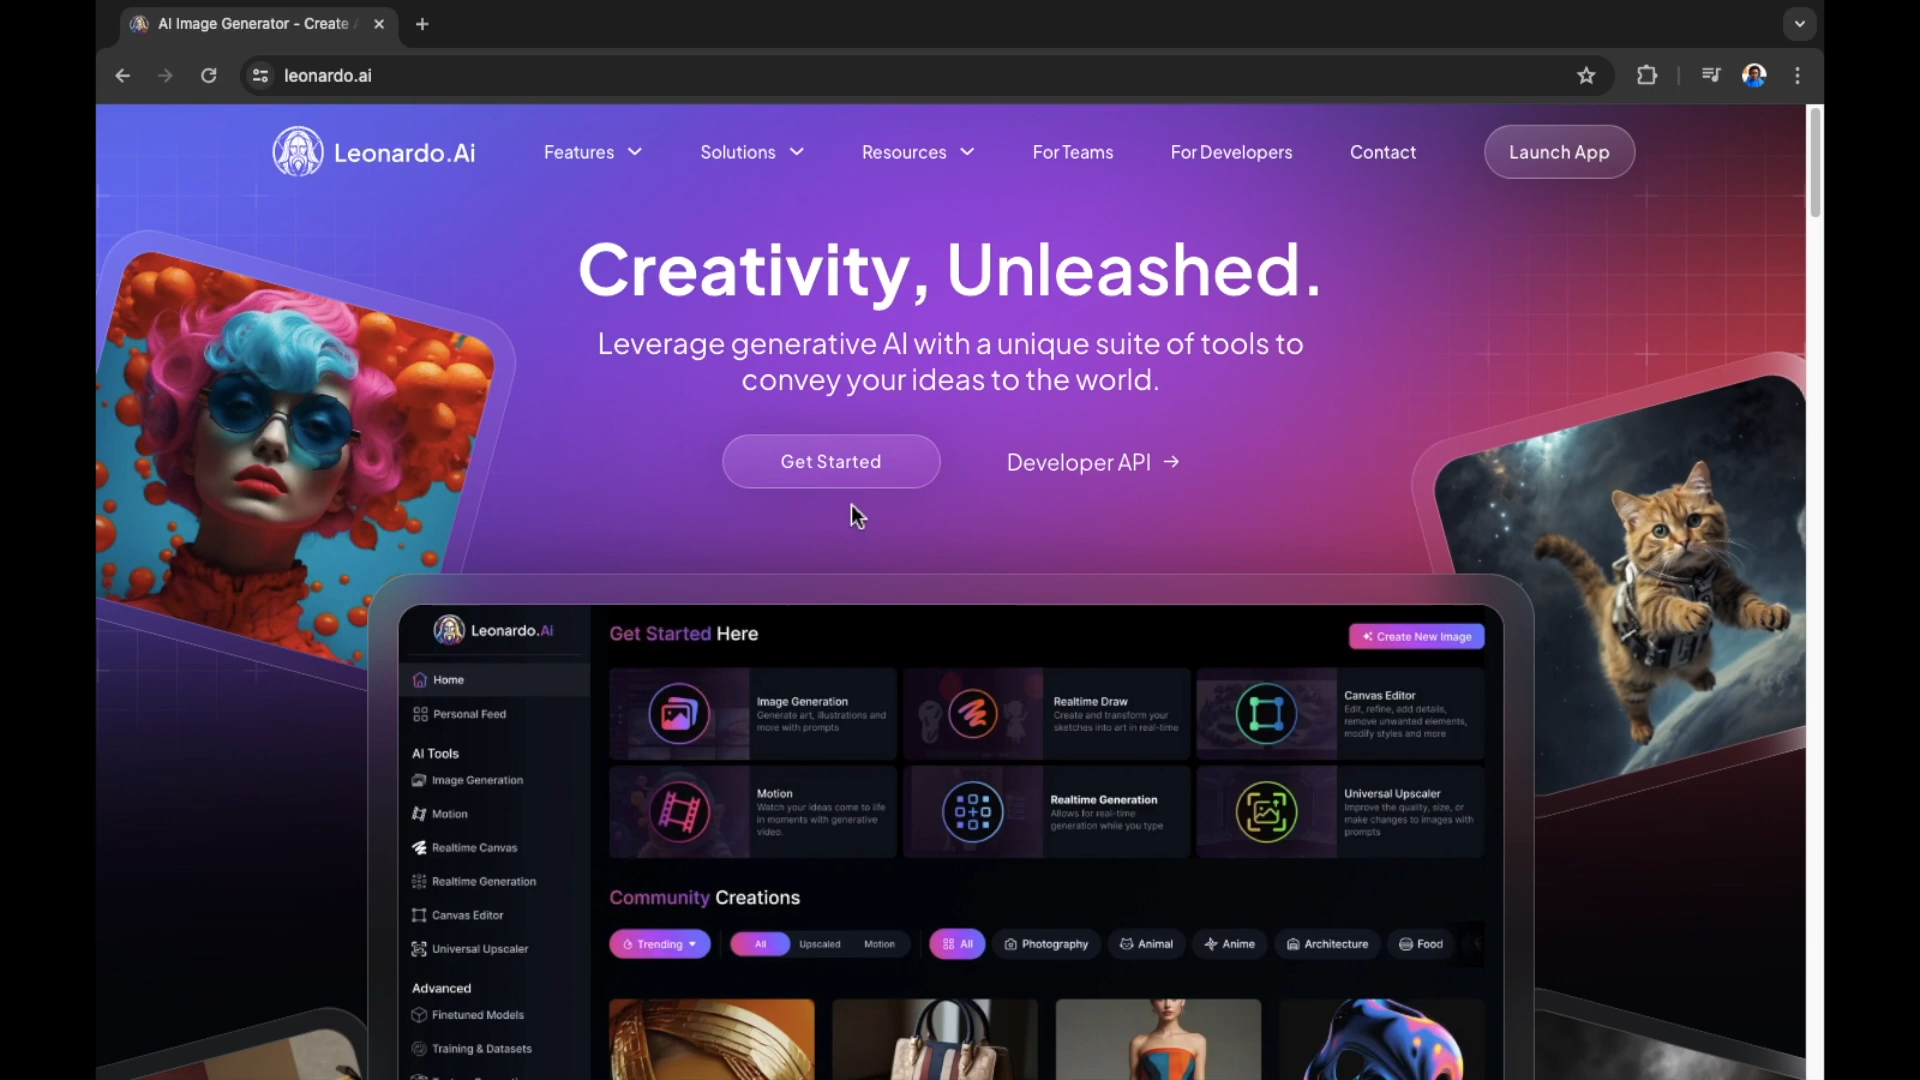 AI Image Generator - Create
leonardo.ai
Leonardo.Ai
Features
Solutions
Resources
For Teams
For Developers
Contact
Launch App
Creativity, Unleashed.
Leverage generative AI with a unique suite of tools to
convey your ideas to the world.
Get Started
Developer API →
Leonardo.Ai
Home
Personal Feed
AI Tools
Image Generation
Motion
Realtime Canvas
Realtime Generation
Canvas Editor
Universal Upscaler
Advanced
Finetuned Models
Training & Datasets
Get Started Here
Create New Image
Image Generation
Generate art, illustrations and
more with prompts
Realtime Draw
Create and transform your
sketches into art in real-time
Canvas Editor
Edit, refine, add details,
remove unwanted elements,
modify styles and more
Motion
Watch your ideas come to life
in moments with generative
video.
Realtime Generation
Allows for real-time
generation while you type
Universal Upscaler
Improve the quality, size, or
make changes to images with
prompts
Community Creations
Trending
All
Upscaled
Motion
All
Photography
Animal
Anime
Architecture
Food